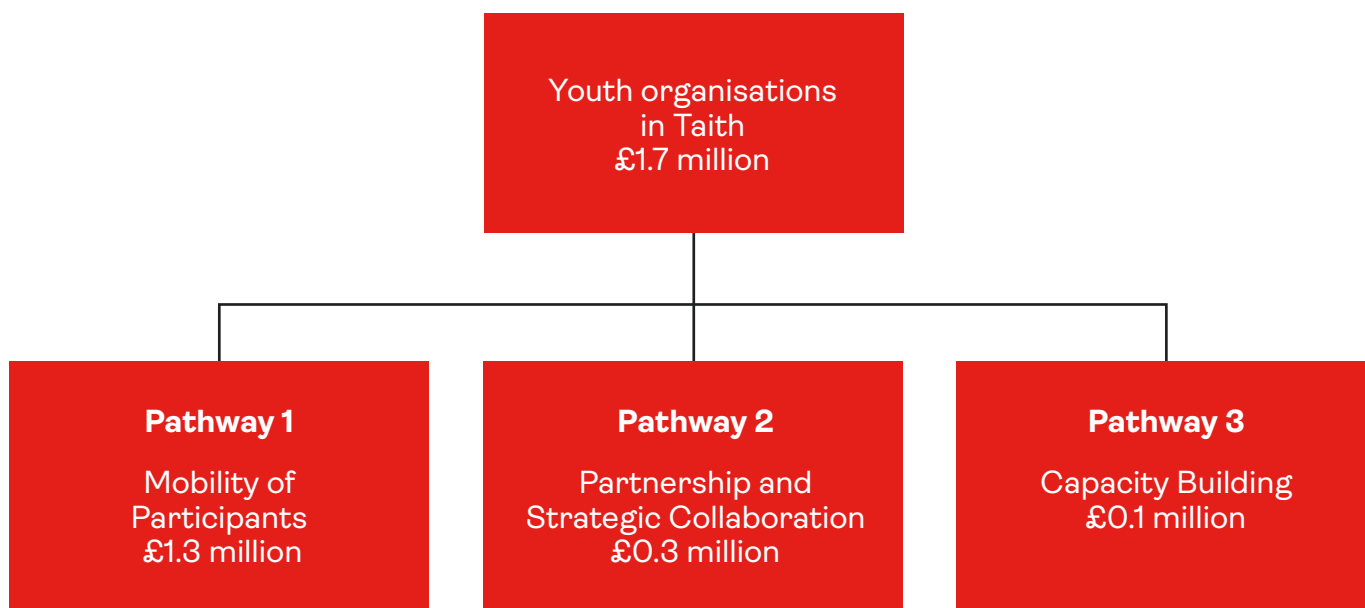 Youth organisations
in Taith
£1.7 million
Pathway 1
Mobility of
Participants
£1.3 million
Pathway 2
Partnership and
Strategic Collaboration
£0.3 million
Pathway 3
Capacity Building
£0.1 million